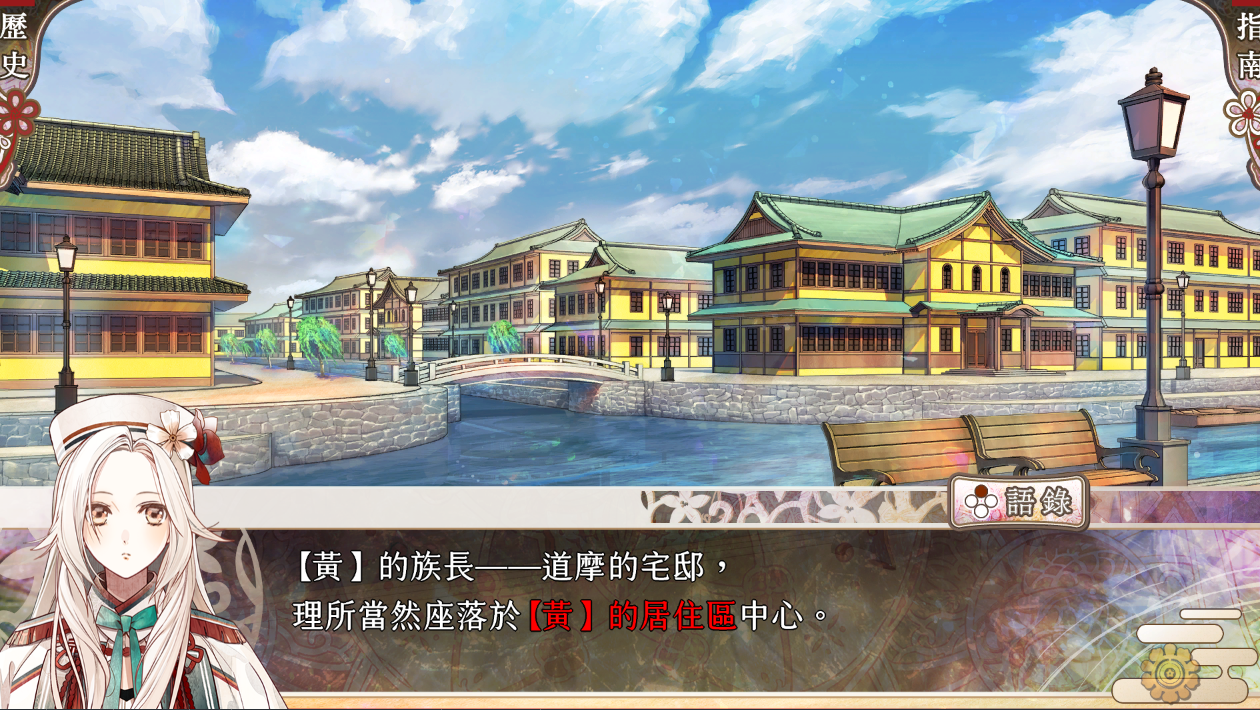 歷史
指南
語錄
【黃】的族長——道摩的宅邸，
理所當然座落於【黃】的居住區中心。